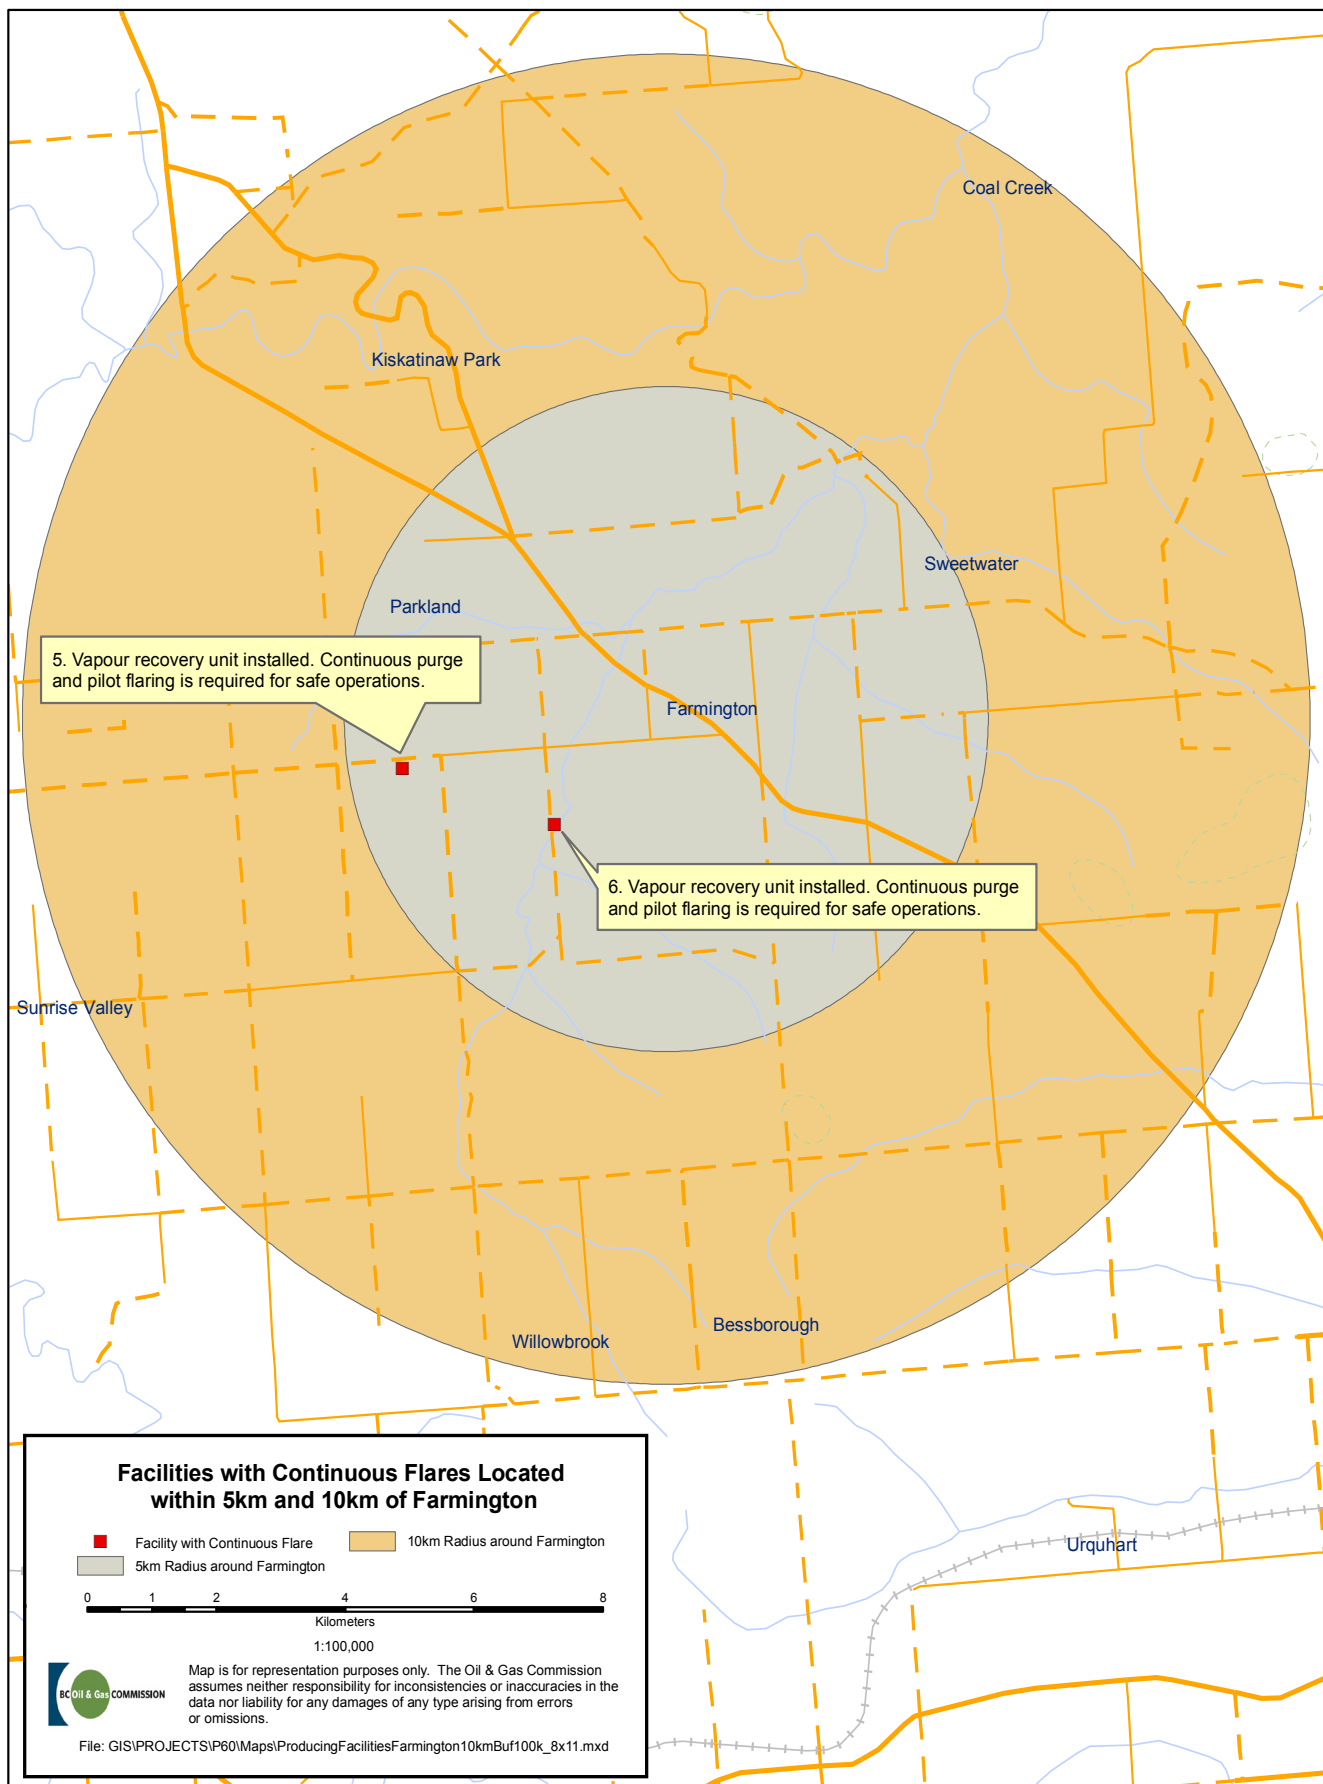 Coal Creek
Kiskatinaw Park
Sweetwater
Parkland
5. Vapour recovery unit installed. Continuous purge
and pilot flaring is required for safe operations.
Farmington
6. Vapour recovery unit installed. Continuous purge
and pilot flaring is required for safe operations.
Sunrise Valley
Bessborough
Willowbrook
Urquhart
Facilities with Continuous Flares Located
within 5km and 10km of Farmington
Facility with Continuous Flare
10km Radius around Farmington
5km Radius around Farmington
0 1 2 4 6 8
Kilometers
1:100,000
BC Oil & Gas COMMISSION
Map is for representation purposes only. The Oil & Gas Commission
assumes neither responsibility for inconsistencies or inaccuracies in the
data nor liability for any damages of any type arising from errors
or omissions.
File: GIS\PROJECTS\P60\Maps\ProducingFacilitiesFarmington10kmBuf100k_8x11.mxd